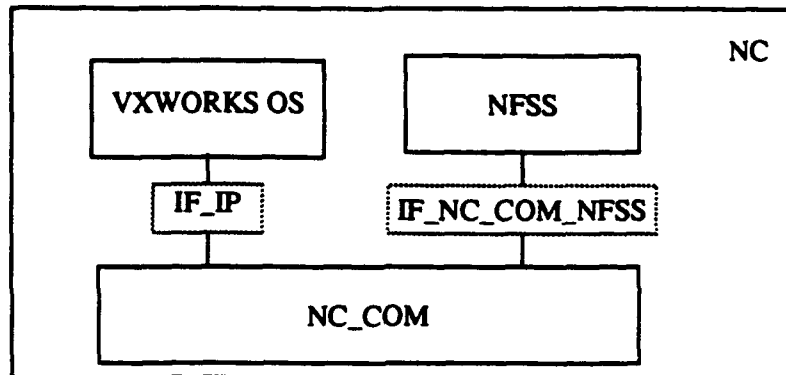 NC
VXWORKS OS
NFSS
IF_IP
IF_NC_COM_NFSS
NC_COM